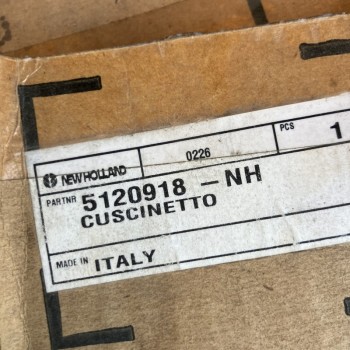 NEW HOLLAND 0226 PCS 1
PARTNR 5120918 - NH
CUSCINETTO
MADE IN ITALY